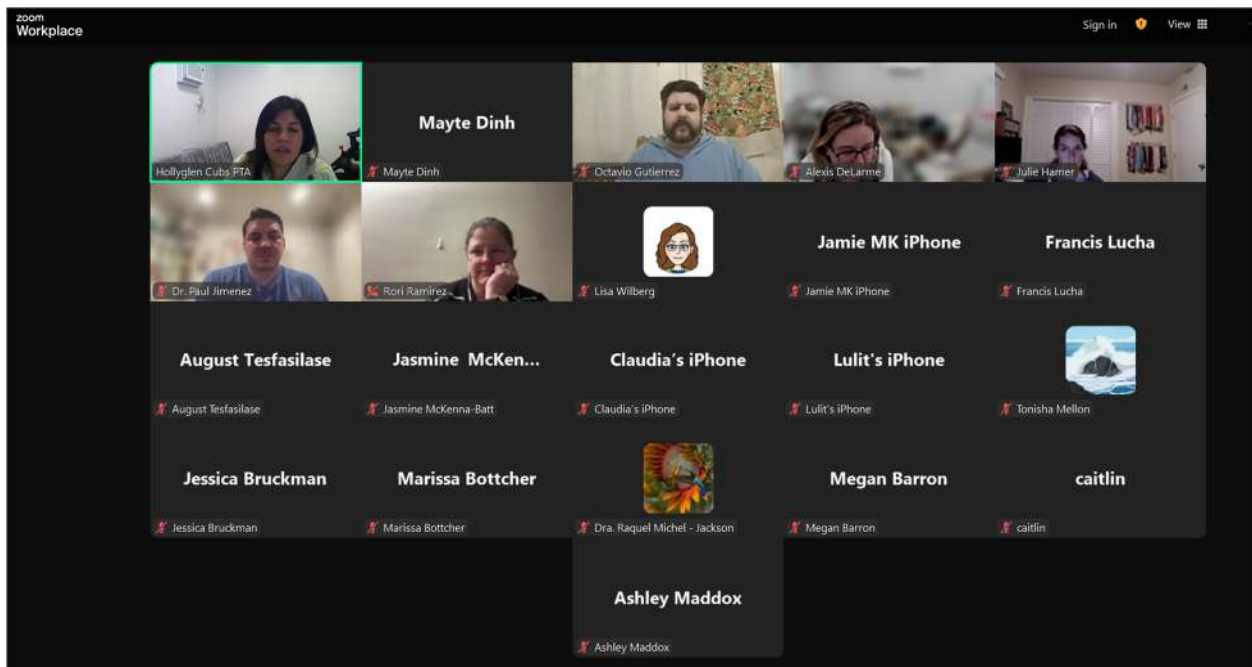 zoom
Workplace
Sign in
View
Hollyglen Cubs PTA
Mayte Dinh
Mayte Dinh
Octavio Gutierrez
Alexis DeLarme
Julie Hamer
Dr. Paul Jimenez
Rori Ramirez
Lisa Wilberg
Jamie MK iPhone
Jamie MK iPhone
Francis Lucha
Francis Lucha
August Tesfasilase
August Tesfasilase
Jasmine McKen...
Jasmine McKenna-Batt
Claudia’s iPhone
Claudia’s iPhone
Lulit's iPhone
Lulit's iPhone
Tonisha Mellon
Jessica Bruckman
Jessica Bruckman
Marissa Bottcher
Marissa Bottcher
Dra. Raquel Michel - Jackson
Megan Barron
Megan Barron
caitlin
caitlin
Ashley Maddox
Ashley Maddox